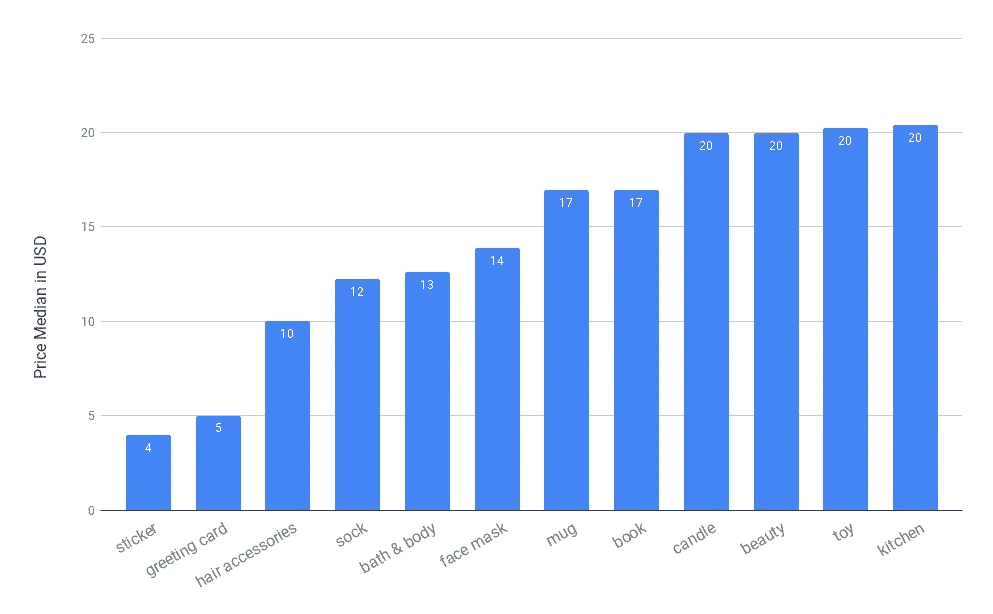 25
20
15
10
5
0
Price Median in USD
4
5
10
12
13
14
17
17
20
20
20
20
sticker
greeting card
hair accessories
sock
bath & body
face mask
mug
book
candle
beauty
toy
kitchen